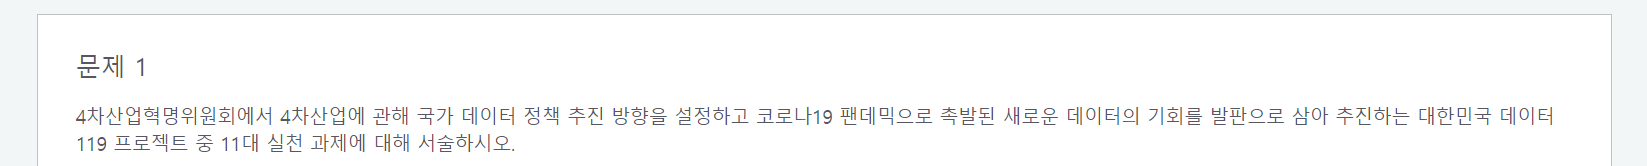 문제 1
4차산업혁명위원회에서 4차산업에 관해 국가 데이터 정책 추진 방향을 설정하고 코로나19 팬데믹으로 촉발된 새로운 데이터의 기회를 발판으로 삼아 추진하는 대한민국 데이터
119 프로젝트 중 11대 실천 과제에 대해 서술하시오.